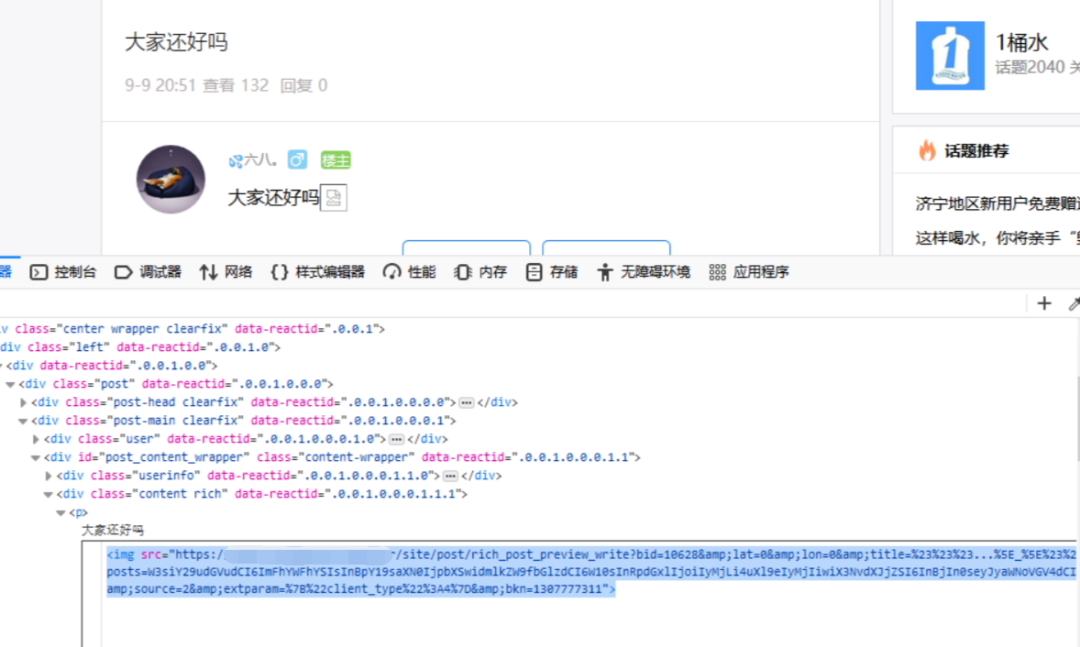 大家还好吗
9-9 20:51 查看 132 回复 0
1桶水
话题2040 关
话题推荐
六八。 楼主
大家还好吗
济宁地区新用户免费赠
这样喝水，你将亲手
器 控制台 调试器 网络 {} 样式编辑器 性能 内存 存储 无障碍环境 应用程序
v class="center wrapper clearfix" data-reactid=".0.0.1">
div class="left" data-reactid=".0.0.1.0">
<div data-reactid=".0.0.1.0.0">
<div class="post" data-reactid=".0.0.1.0.0.0">
<div class="post-head clearfix" data-reactid=".0.0.1.0.0.0.0"></div>
<div class="post-main clearfix" data-reactid=".0.0.1.0.0.0.1">
<div class="user" data-reactid=".0.0.1.0.0.0.1.0"></div>
<div id="post_content_wrapper" class="content-wrapper" data-reactid=".0.0.1.0.0.0.1.1">
<div class="userinfo" data-reactid=".0.0.1.0.0.0.1.1.0"></div>
<div class="content rich" data-reactid=".0.0.1.0.0.0.1.1.1">
<p>
大家还好吗
<img src="https:/ r/site/post/rich_post_preview_write?bid=10628&amp;lat=0&amp;lon=0&amp;title=%23%23%23...%5E_%5E%23%2
amp;source=2&amp;extparam=%7B%22client_type%22%3A4%7D&amp;bkn=1307777311">